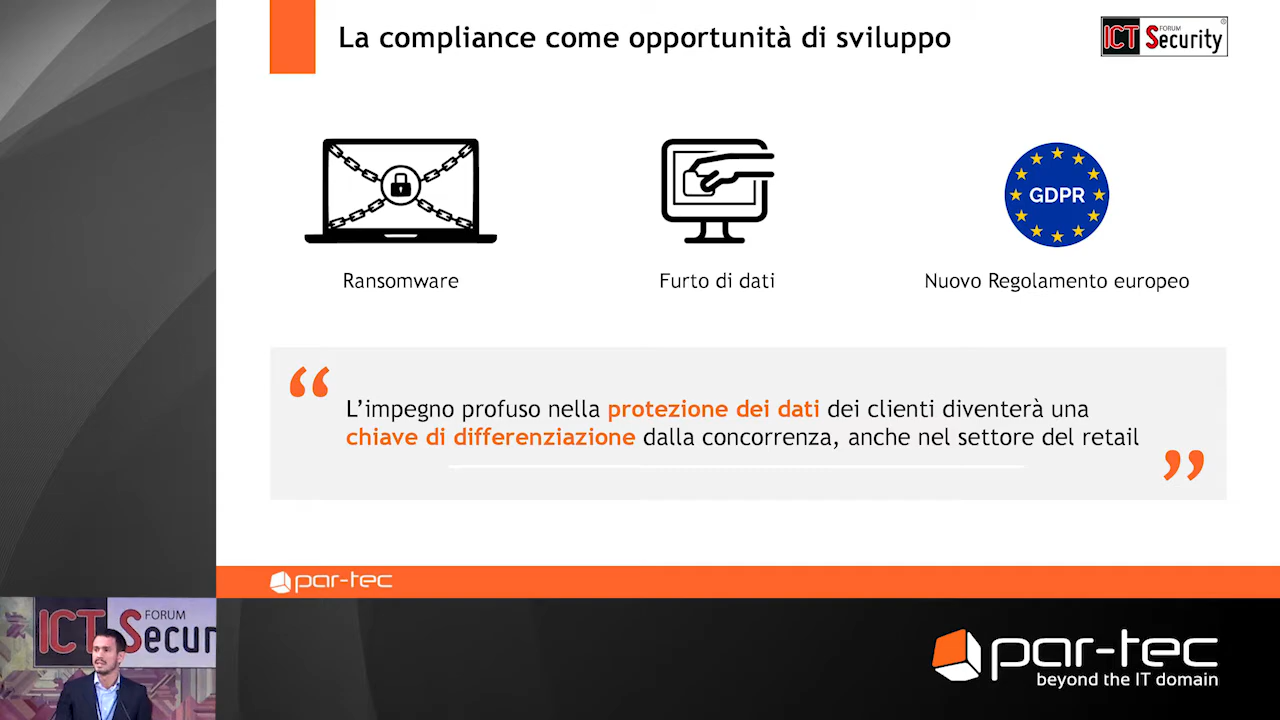 La compliance come opportunità di sviluppo
ICT Security
FORUM
®
GDPR
Ransomware
Furto di dati
Nuovo Regolamento europeo
“
L’impegno profuso nella protezione dei dati dei clienti diventerà una
chiave di differenziazione dalla concorrenza, anche nel settore del retail
”
par-tec
ICT Secur
FORUM
par-tec
beyond the IT domain